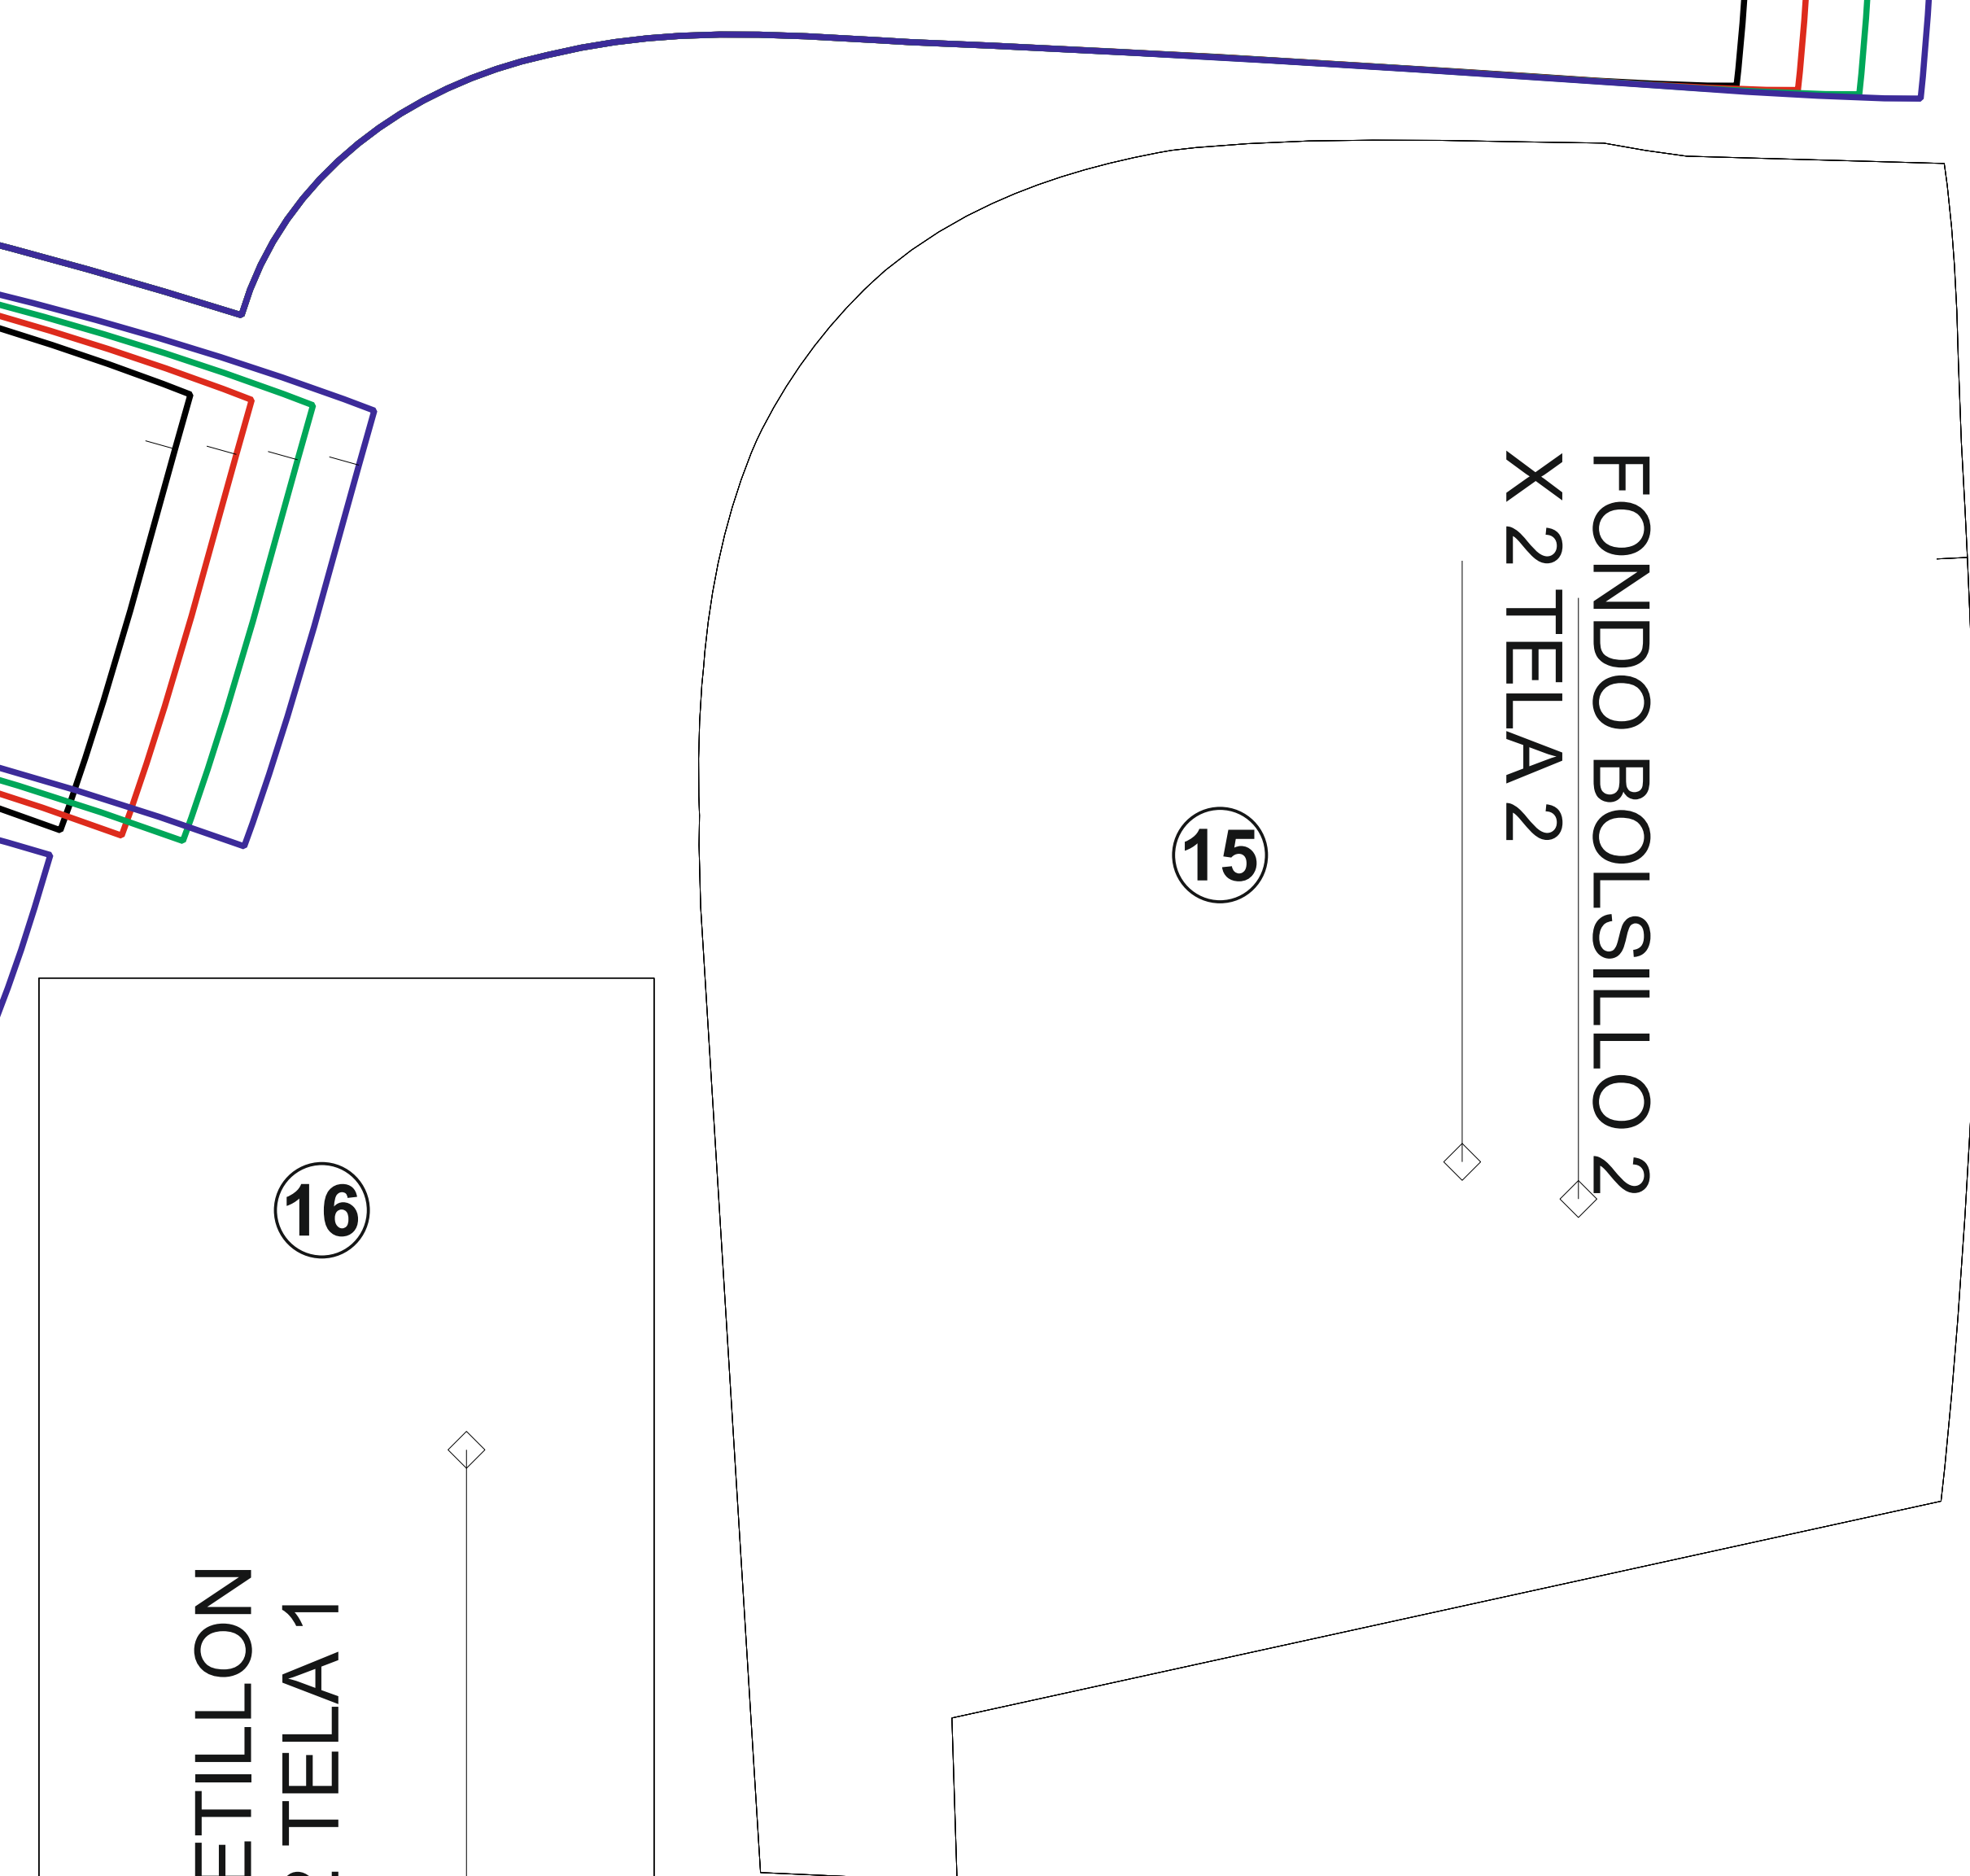 FONDO BOLSILLO 2
X 2 TELA 2
15
16
ETILLON
TELA 1